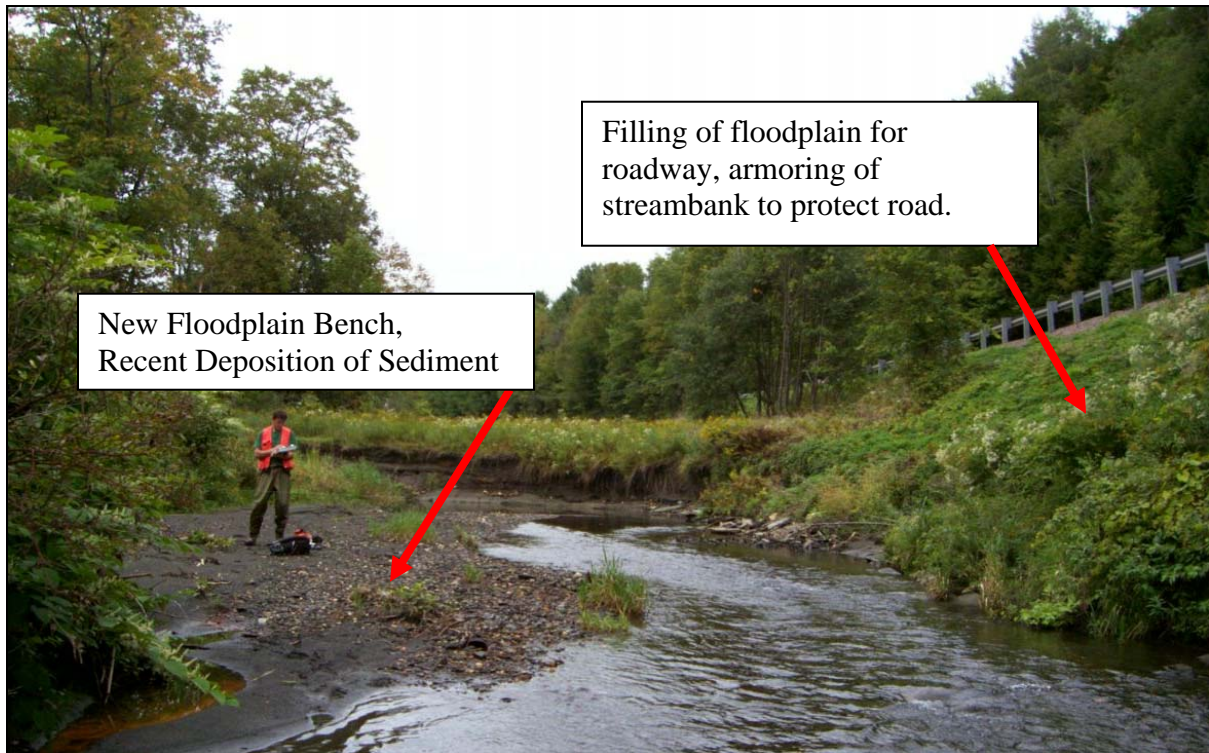 Filling of floodplain for
roadway, armoring of
streambank to protect road.
New Floodplain Bench,
Recent Deposition of Sediment